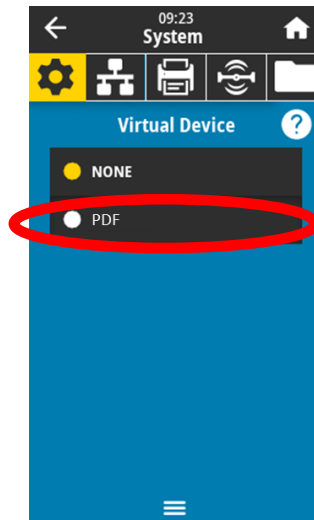 09:23
System
Virtual Device
?
NONE
PDF